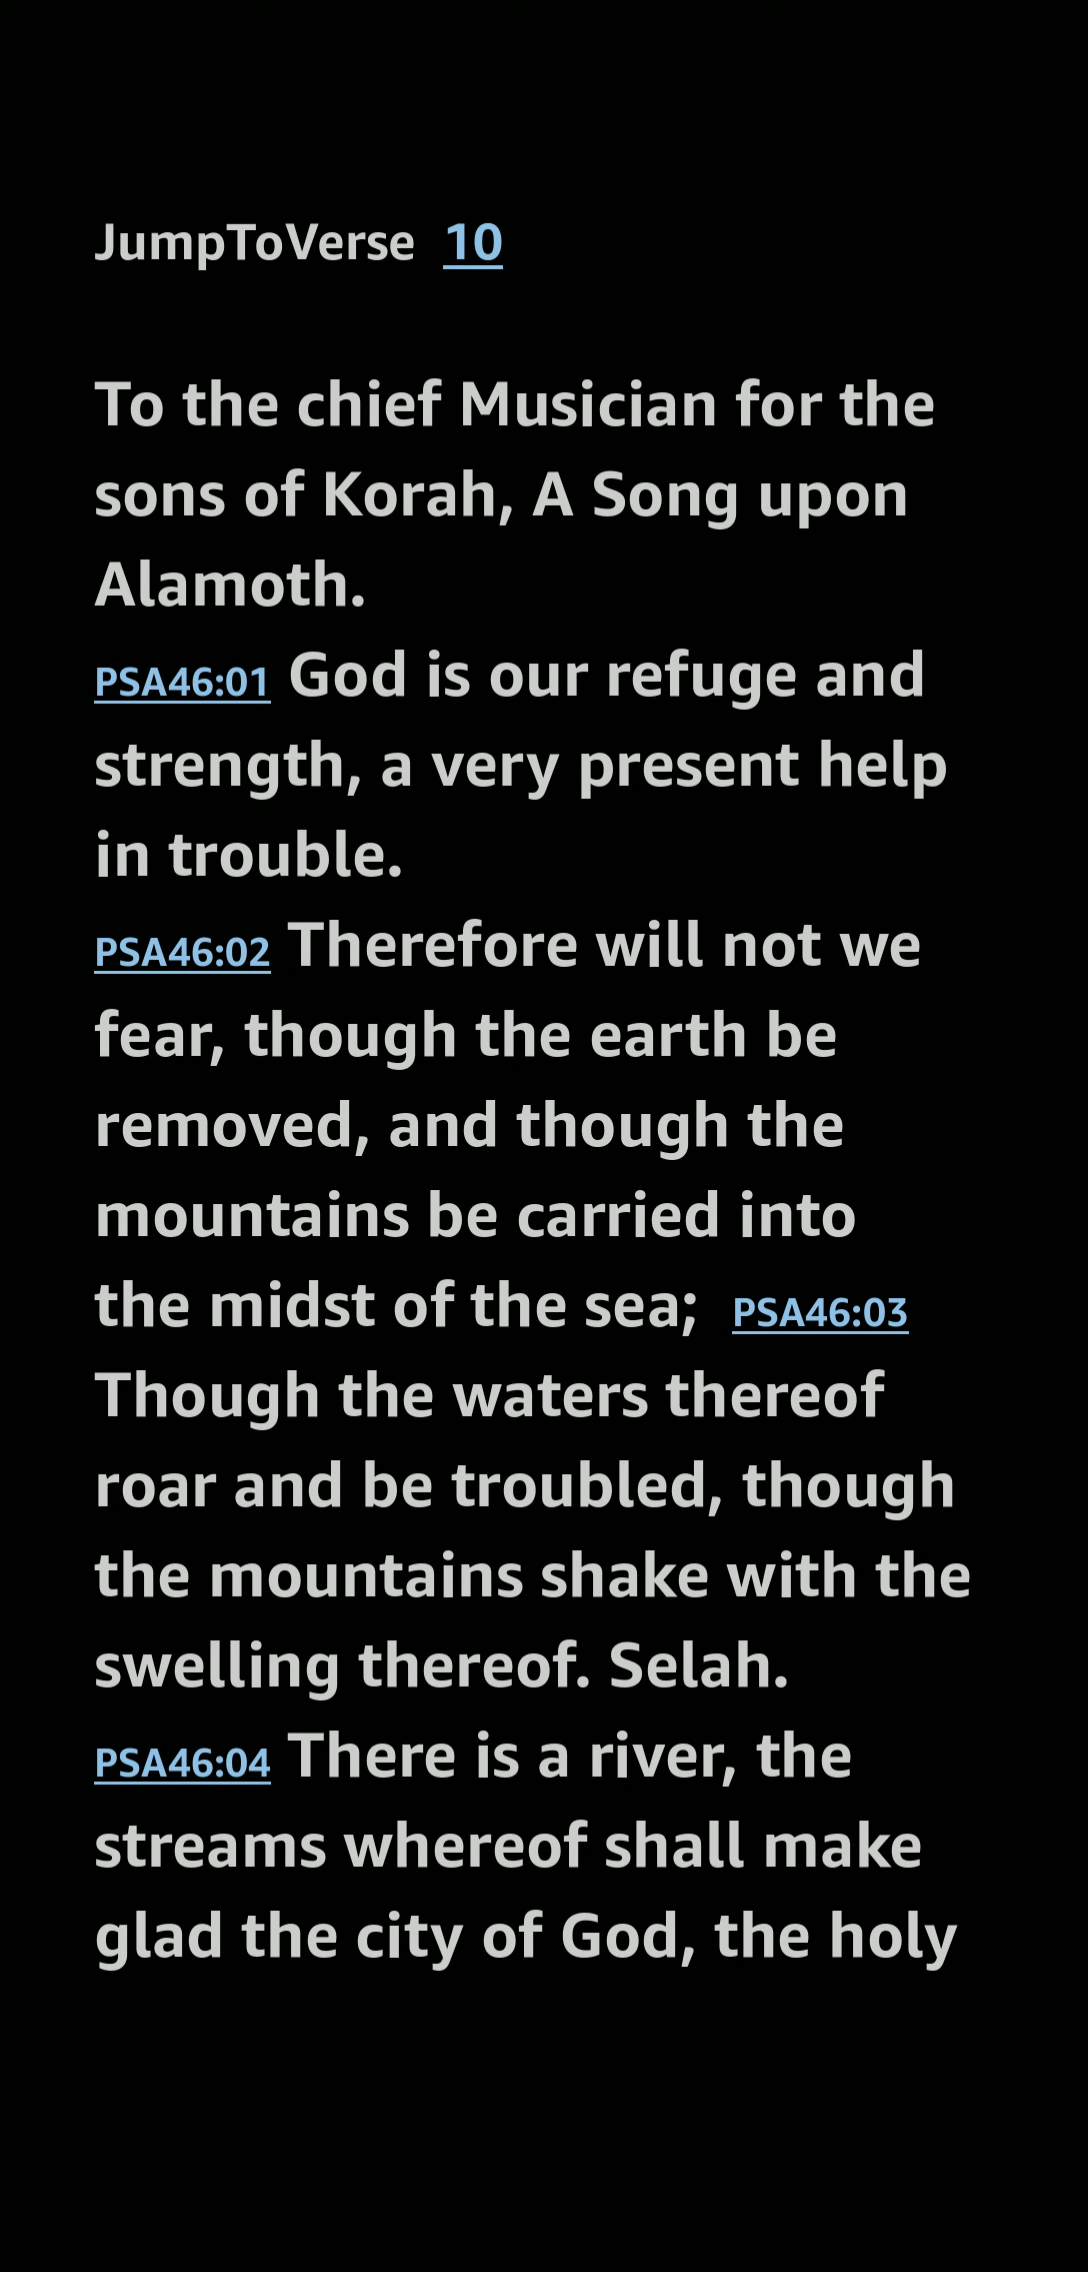 JumpToVerse 10
To the chief Musician for the
sons of Korah, A Song upon
Alamoth.
PSA46:01 God is our refuge and
strength, a very present help
in trouble.
PSA46:02 Therefore will not we
fear, though the earth be
removed, and though the
mountains be carried into
the midst of the sea; PSA46:03
Though the waters thereof
roar and be troubled, though
the mountains shake with the
swelling thereof. Selah.
PSA46:04 There is a river, the
streams whereof shall make
glad the city of God, the holy